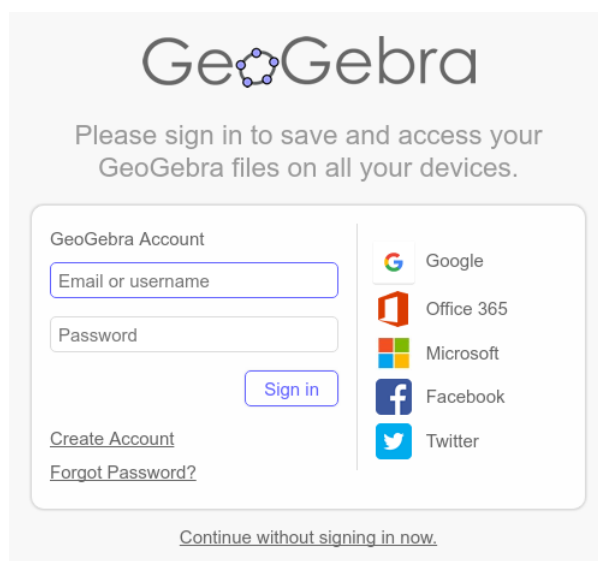 GeoGebra
Please sign in to save and access your
GeoGebra files on all your devices.
GeoGebra Account
Email or username
Password
Sign in
Create Account
Forgot Password?
Google
Office 365
Microsoft
Facebook
Twitter
Continue without signing in now.